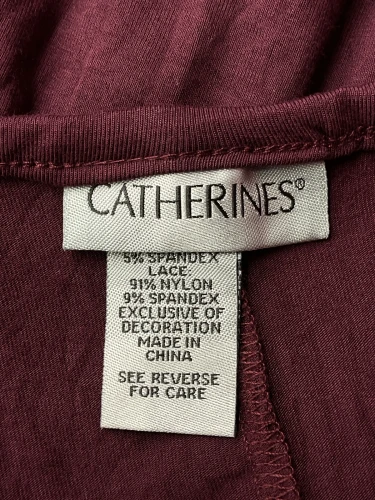 CATHERINES®
5% SPANDEX
LACE:
91% NYLON
9% SPANDEX
EXCLUSIVE OF
DECORATION
MADE IN
CHINA
SEE REVERSE
FOR CARE